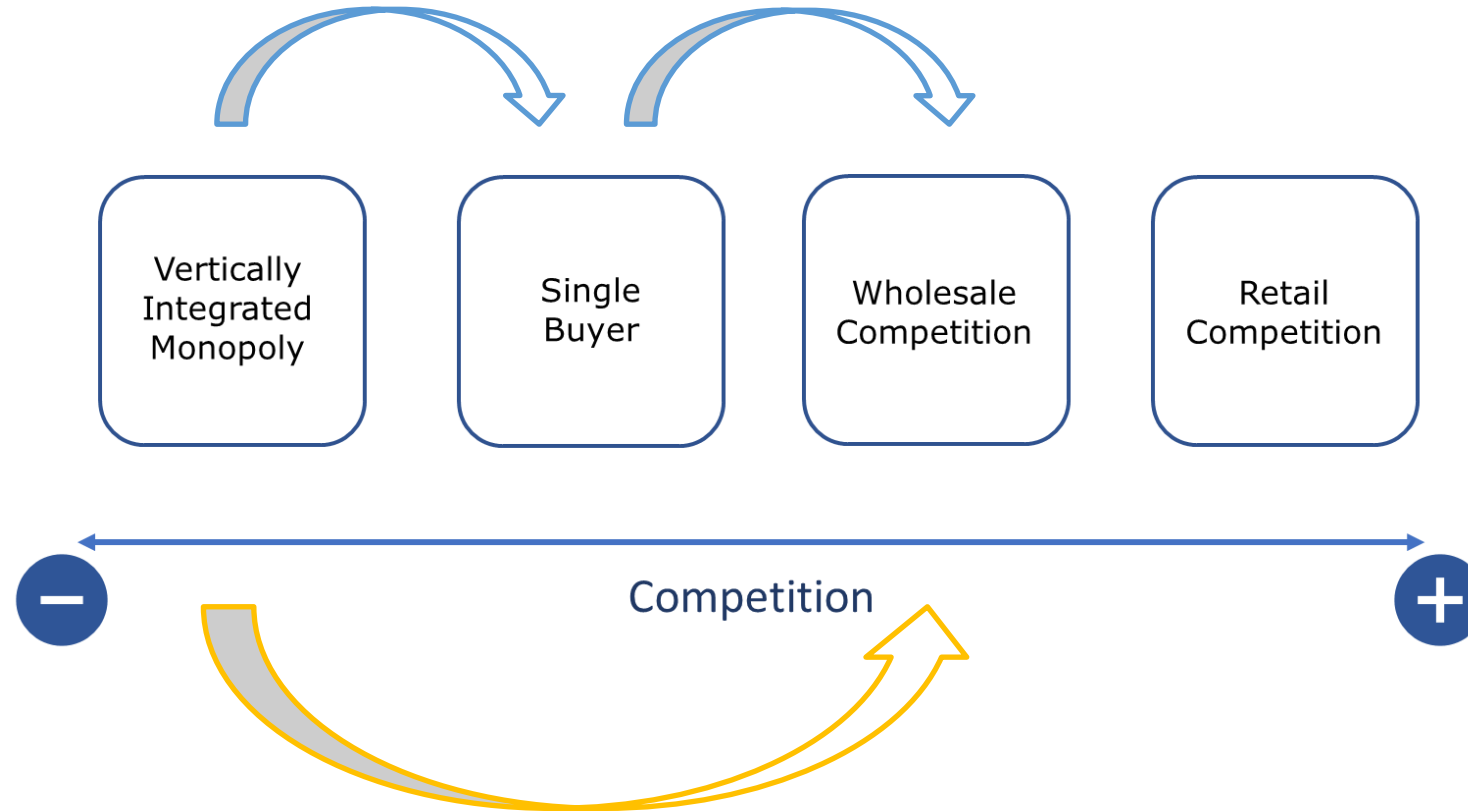 Vertically
Integrated
Monopoly
Single
Buyer
Wholesale
Competition
Retail
Competition
−
Competition
+